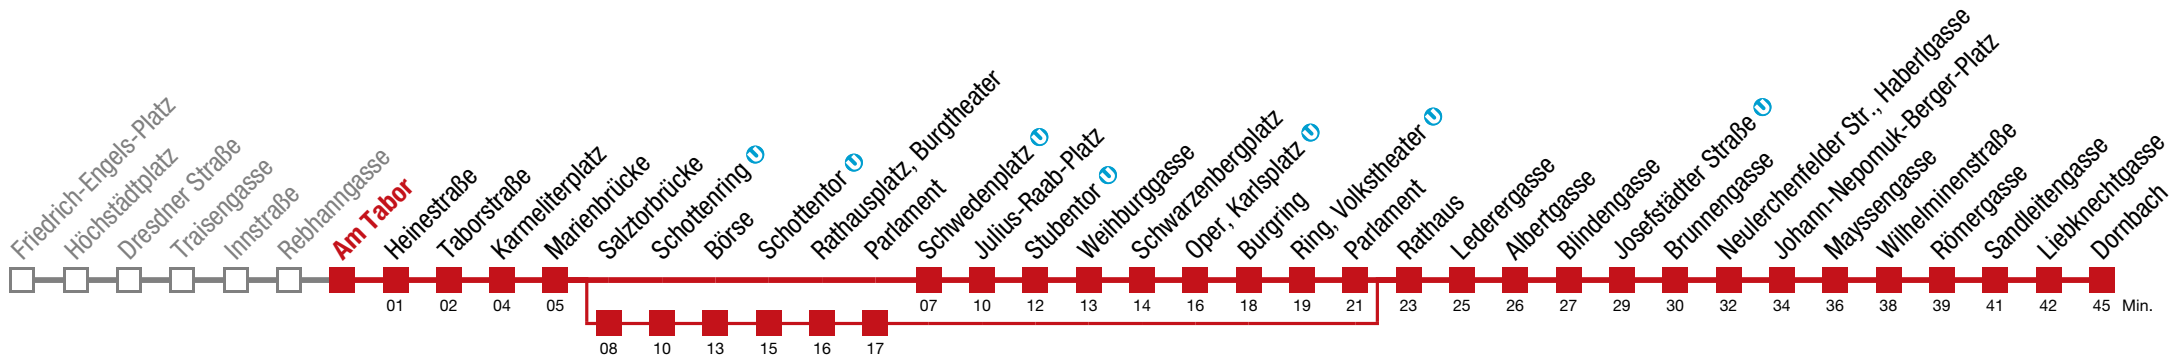 Friedrich-Engels-Platz
Höchstädtplatz
Dresdner Straße
Traisengasse
Innstraße
Rebhanngasse
Am Tabor
Heinestraße
Taborstraße
Karmeliterplatz
Marienbrücke
Salztorbrücke
Schottenring U
Börse
Schottentor U
Rathausplatz, Burgtheater
Parlament
Schwedenplatz U
Julius-Raab-Platz
Stubentor U
Weihburggasse
Schwarzenbergplatz
Oper, Karlsplatz U
Burgring
Ring, Volkstheater U
Parlament
Rathaus
Lederergasse
Albertgasse
Blindengasse
Josefstädter Straße U
Brunnengasse
Neulerchenfelder Str., Haberlgasse
Johann-Nepomuk-Berger-Platz
Mayssengasse
Wilhelminenstraße
Römergasse
Sandleitengasse
Liebknechtgasse
Dornbach
01 02 04 05 07 10 12 13 14 16 18 19 21 23 25 26 27 29 30 32 34 36 38 39 41 42 45 Min.
08 10 13 15 16 17